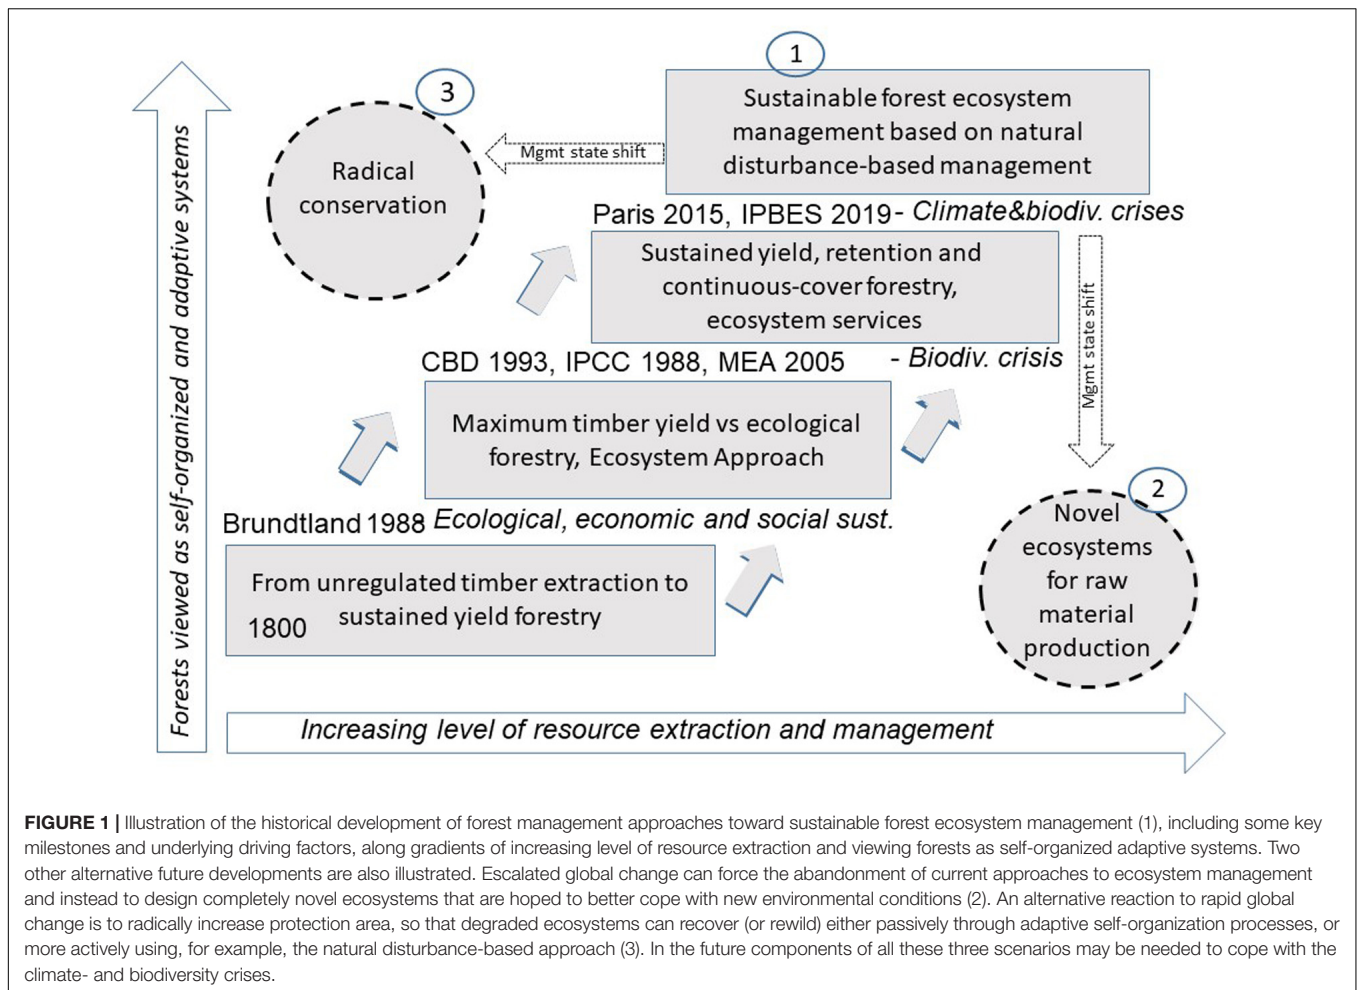 1
Sustainable forest ecosystem
management based on natural
disturbance-based management
3
Radical
conservation
Mgmt state shift
Paris 2015, IPBES 2019 - Climate&biodiv. crises
Sustained yield, retention and
continuous-cover forestry,
ecosystem services
Mgmt state shift
CBD 1993, IPCC 1988, MEA 2005 - Biodiv. crisis
Maximum timber yield vs ecological
forestry, Ecosystem Approach
2
Novel
ecosystems
for raw
material
production
Brundtland 1988 Ecological, economic and social sust.
From unregulated timber extraction to
sustained yield forestry
1800
Forests viewed as self-organized and adaptive systems
Increasing level of resource extraction and management
FIGURE 1 | Illustration of the historical development of forest management approaches toward sustainable forest ecosystem management (1), including some key
milestones and underlying driving factors, along gradients of increasing level of resource extraction and viewing forests as self-organized adaptive systems. Two
other alternative future developments are also illustrated. Escalated global change can force the abandonment of current approaches to ecosystem management
and instead to design completely novel ecosystems that are hoped to better cope with new environmental conditions (2). An alternative reaction to rapid global
change is to radically increase protection area, so that degraded ecosystems can recover (or rewild) either passively through adaptive self-organization processes, or
more actively using, for example, the natural disturbance-based approach (3). In the future components of all these three scenarios may be needed to cope with the
climate- and biodiversity crises.